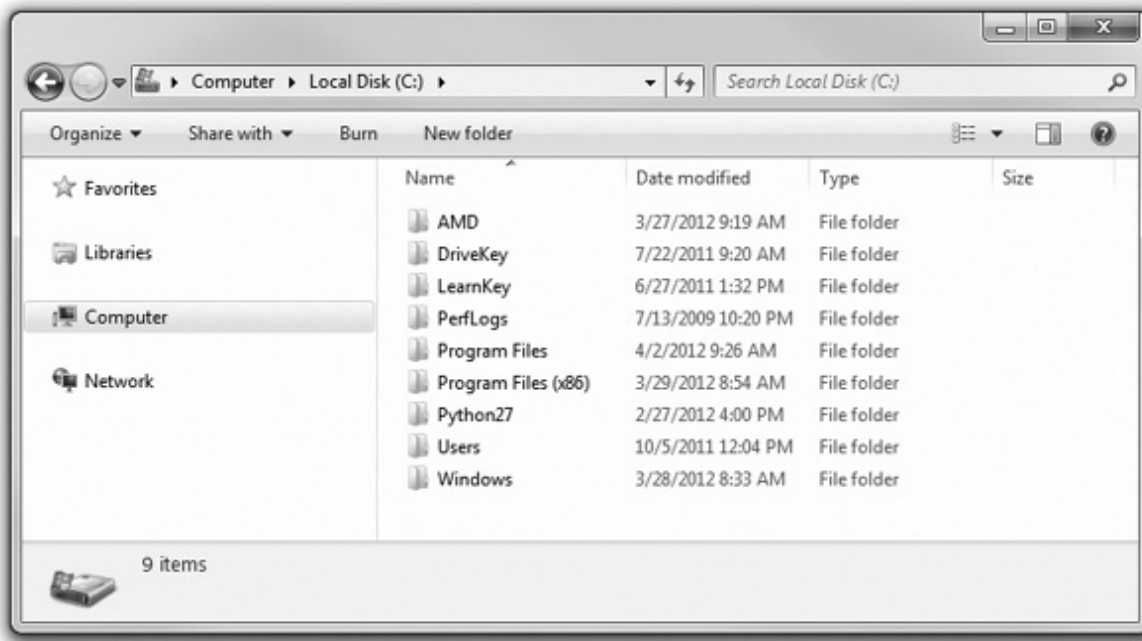 Computer Local Disk (C:) Search Local Disk (C:)
Organize Share with Burn New folder
Favorites
Libraries
Computer
Network
Name Date modified Type Size
AMD 3/27/2012 9:19 AM File folder
DriveKey 7/22/2011 9:20 AM File folder
LearnKey 6/27/2011 1:32 PM File folder
PerfLogs 7/13/2009 10:20 PM File folder
Program Files 4/2/2012 9:26 AM File folder
Program Files (x86) 3/29/2012 8:54 AM File folder
Python27 2/27/2012 4:00 PM File folder
Users 10/5/2011 12:04 PM File folder
Windows 3/28/2012 8:33 AM File folder
9 items